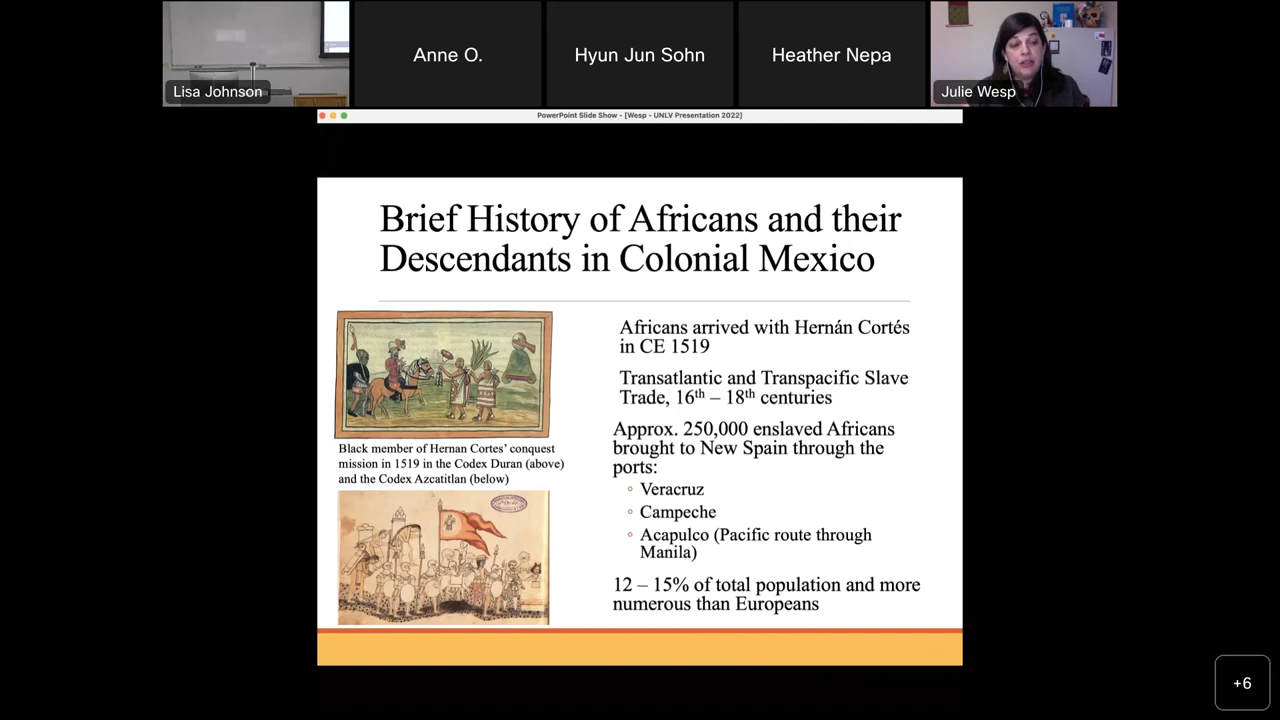 Anne O.
Hyun Jun Sohn
Heather Nepa
Lisa Johnson
Julie Wesp
PowerPoint Slide Show - [Wesp - UNLV Presentation 2022]
Brief History of Africans and their
Descendants in Colonial Mexico
Black member of Hernan Cortes’ conquest
mission in 1519 in the Codex Duran (above)
and the Codex Azcatitlan (below)
Africans arrived with Hernán Cortés
in CE 1519
Transatlantic and Transpacific Slave
Trade, 16th – 18th centuries
Approx. 250,000 enslaved Africans
brought to New Spain through the
ports:
Veracruz
Campeche
Acapulco (Pacific route through
Manila)
12 – 15% of total population and more
numerous than Europeans
+6